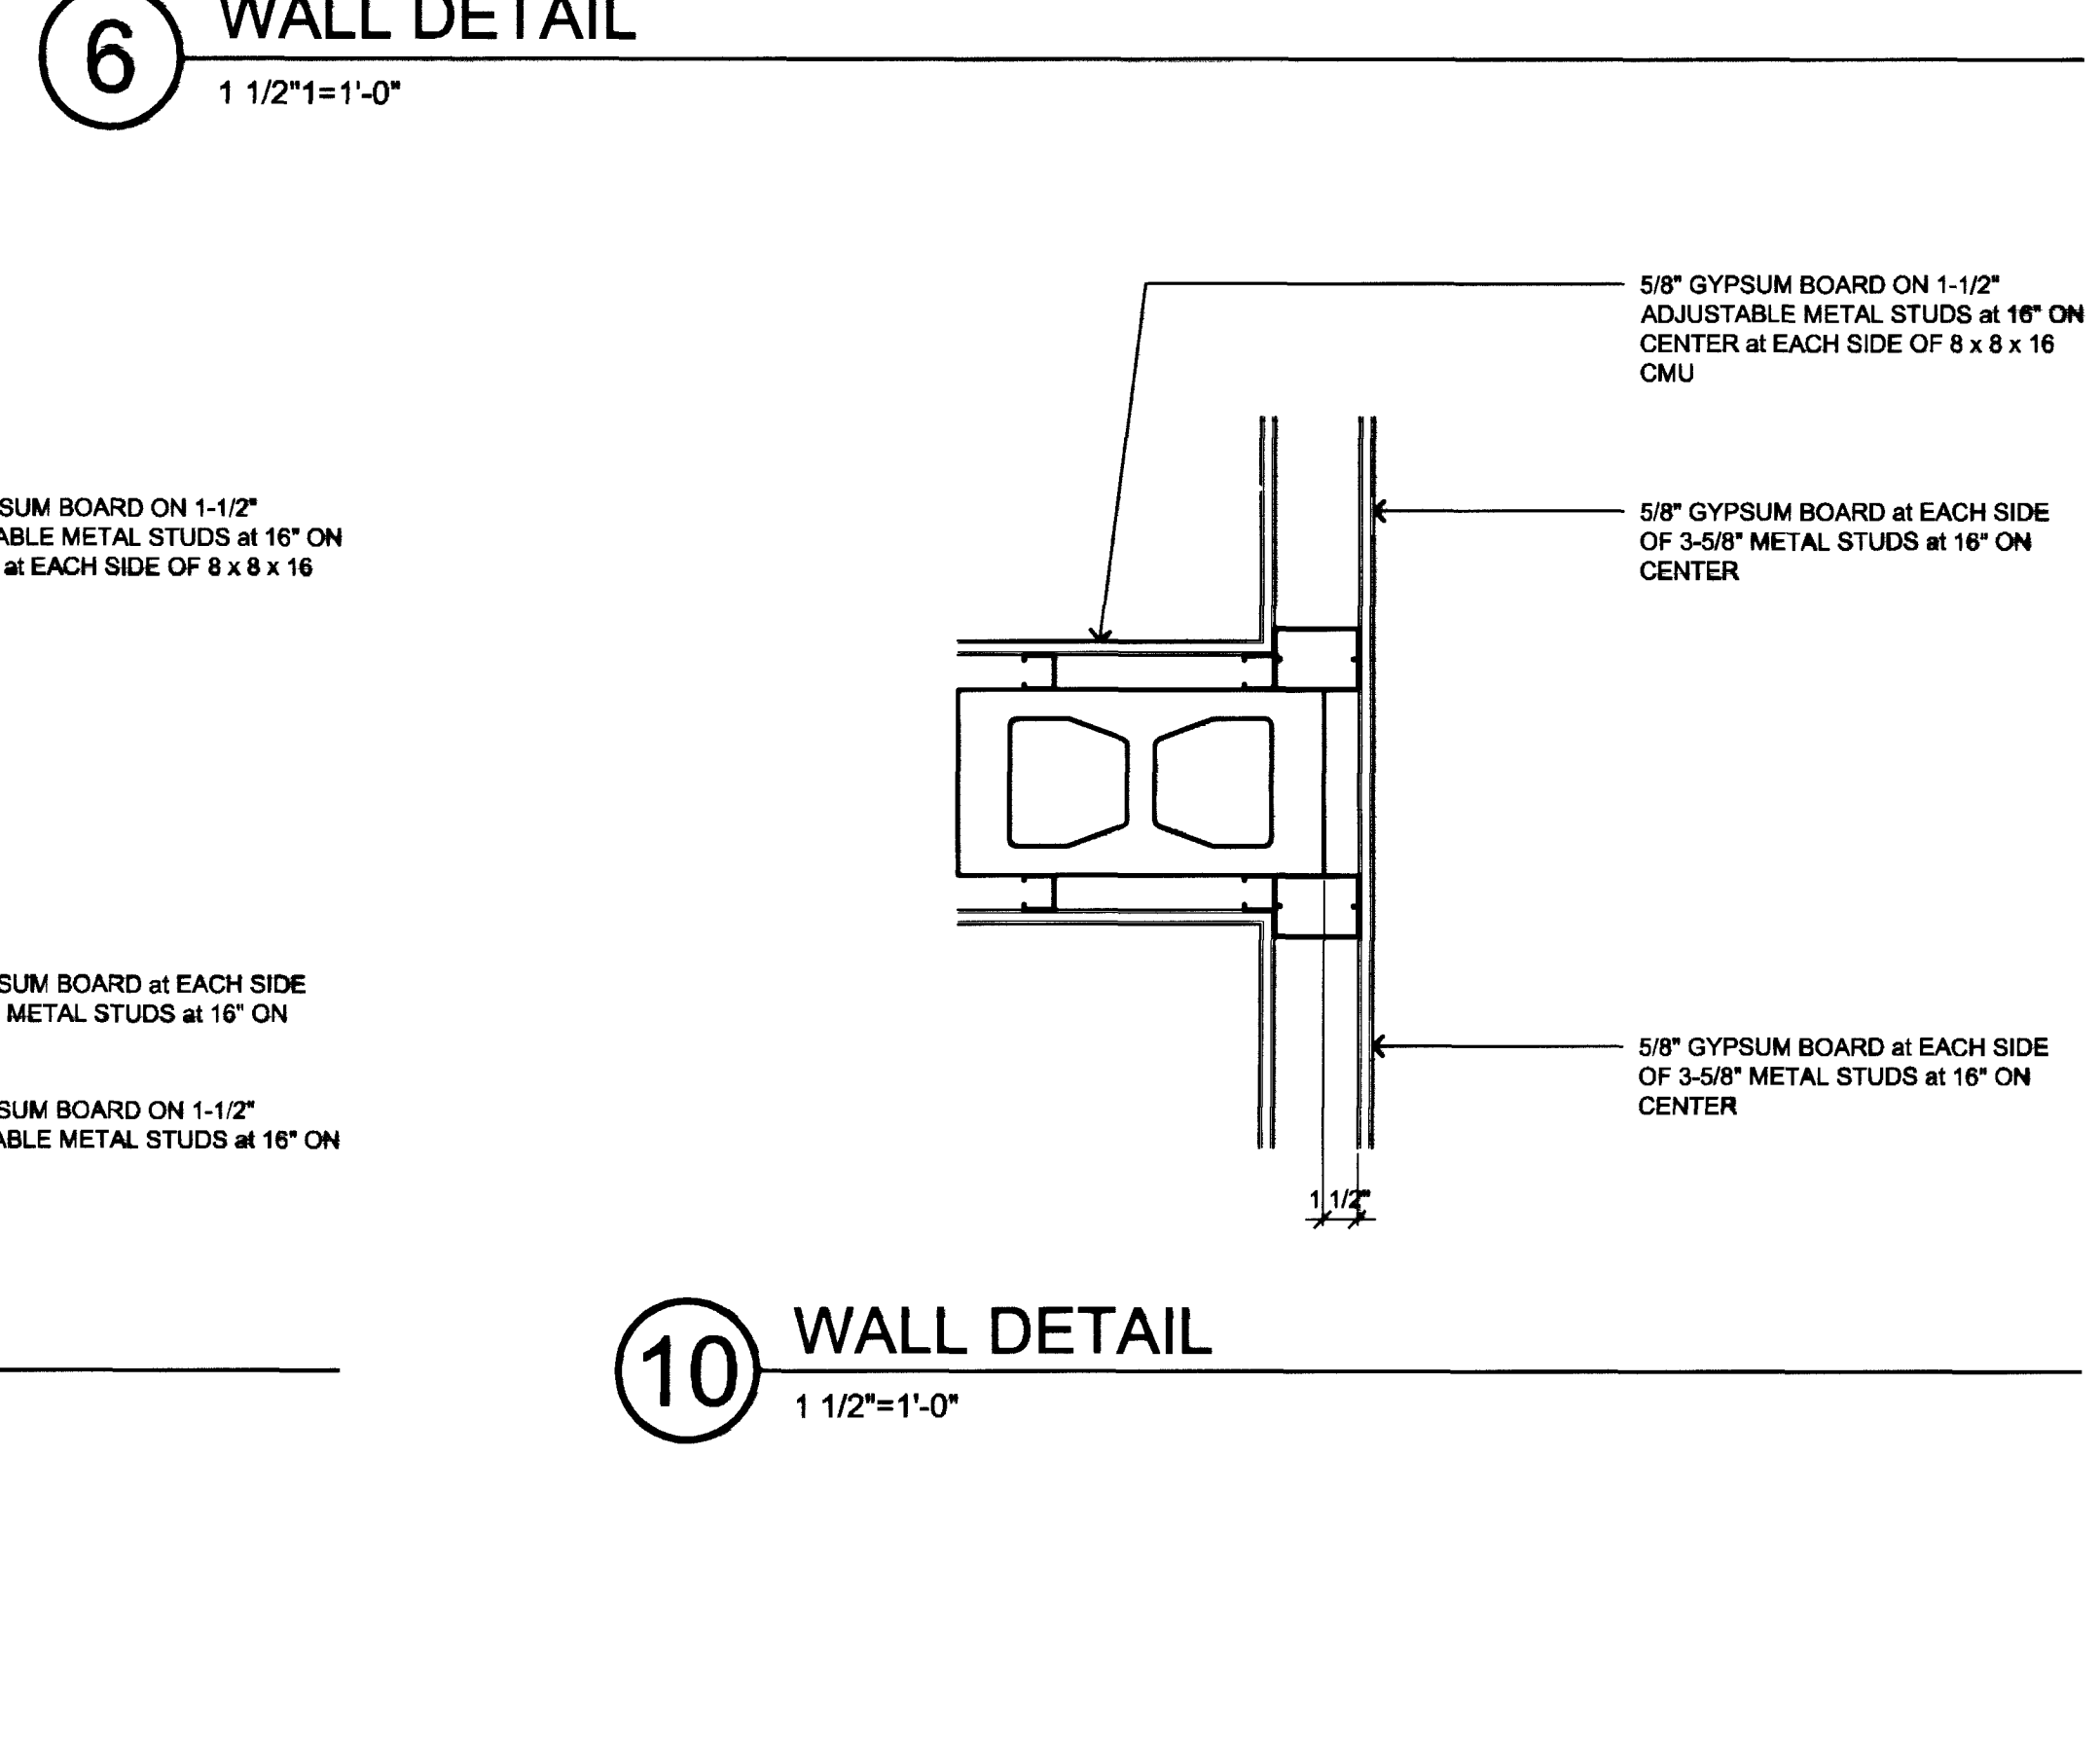 6
WALL DETAIL
1 1/2"1=1'-0"
5/8" GYPSUM BOARD ON 1-1/2"
ADJUSTABLE METAL STUDS at 16" ON
CENTER at EACH SIDE OF 8 x 8 x 16
CMU
5/8" GYPSUM BOARD at EACH SIDE
OF 3-5/8" METAL STUDS at 16" ON
CENTER
SUM BOARD ON 1-1/2"
ABLE METAL STUDS at 16" ON
at EACH SIDE OF 8 x 8 x 16
SUM BOARD at EACH SIDE
METAL STUDS at 16" ON
SUM BOARD ON 1-1/2"
ABLE METAL STUDS at 16" ON
5/8" GYPSUM BOARD at EACH SIDE
OF 3-5/8" METAL STUDS at 16" ON
CENTER
1 1/2"
10
WALL DETAIL
1 1/2"=1'-0"